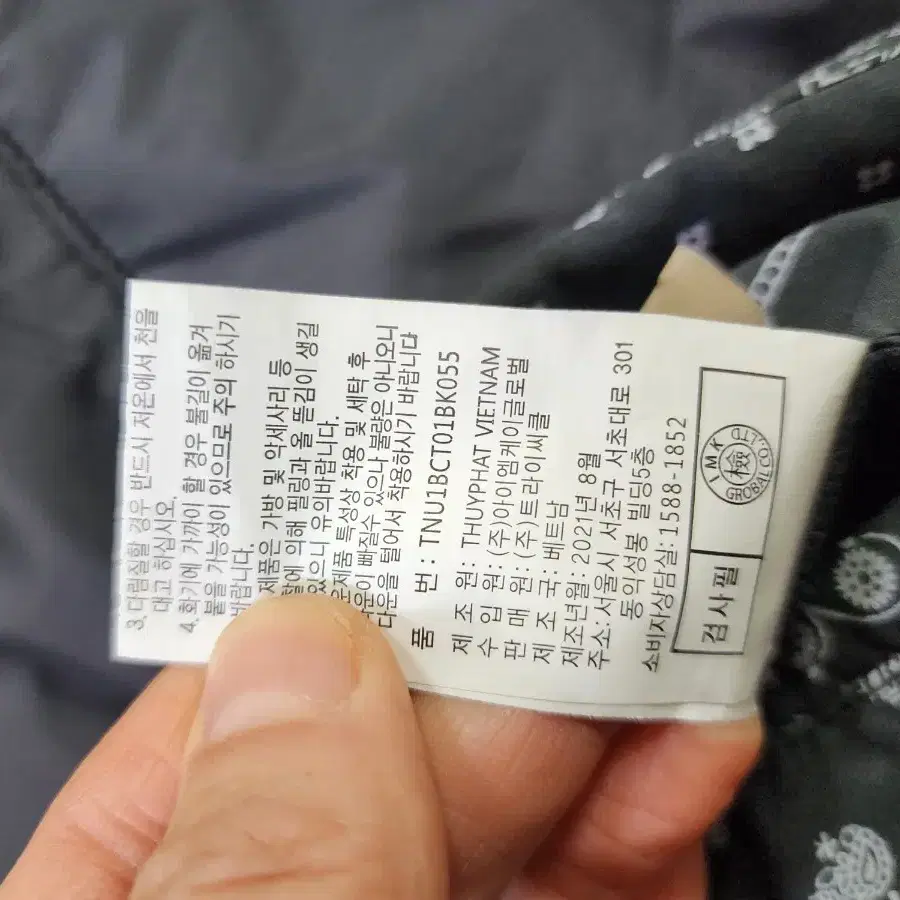 3. 다림질할 경우 반드시 저온에서 천을
대고 하십시오.
4. 화기에 가까이 할 경우 불길이 옮겨
붙을 가능성이 있으므로 주의 하시기
바랍니다.
제품은 가방 및 악세사리 등
에 의해 필링과 올 뜯김이 생길
있으니 유의바랍니다.
제품 특성상 착용 및 세탁 후
이 빠질수 있으나 불량은 아니오니
다운을 털어서 착용하시기 바랍니다
품 번: TNU1BCT01BK055
제 조 원: THUYPHAT VIETNAM
수 입 원: (주)아이엠케이글로벌
판 매 원: (주)트라이씨클
제 조 국: 베트남
제조년월: 2021년 8월
주소: 서울시 서초구 서초대로 301
동익성봉 빌딩5층
소비자상담실: 1588-1852
검사필
IMK
檢
GROBAL CO.,LTD